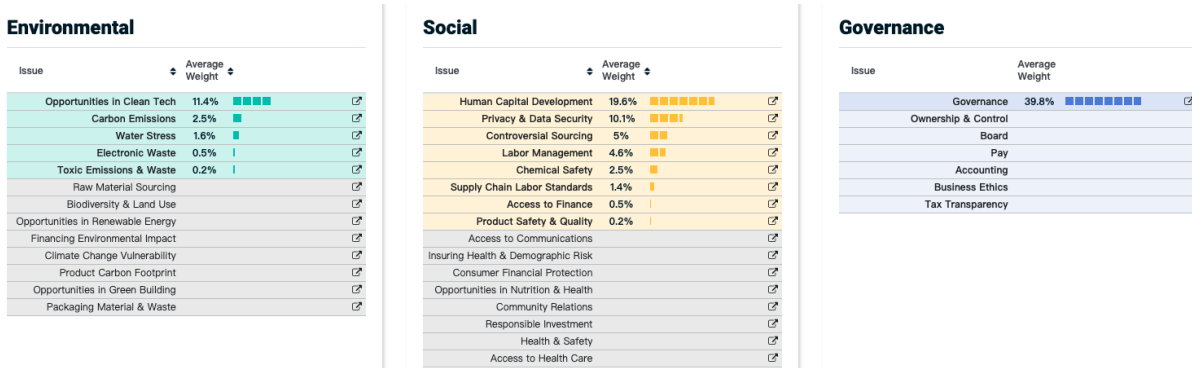 Environmental
Issue Average Weight
Opportunities in Clean Tech 11.4%
Carbon Emissions 2.5%
Water Stress 1.6%
Electronic Waste 0.5%
Toxic Emissions & Waste 0.2%
Raw Material Sourcing
Biodiversity & Land Use
Opportunities in Renewable Energy
Financing Environmental Impact
Climate Change Vulnerability
Product Carbon Footprint
Opportunities in Green Building
Packaging Material & Waste
Social
Issue Average Weight
Human Capital Development 19.6%
Privacy & Data Security 10.1%
Controversial Sourcing 5%
Labor Management 4.6%
Chemical Safety 2.5%
Supply Chain Labor Standards 1.4%
Access to Finance 0.5%
Product Safety & Quality 0.2%
Access to Communications
Insuring Health & Demographic Risk
Consumer Financial Protection
Opportunities in Nutrition & Health
Community Relations
Responsible Investment
Health & Safety
Access to Health Care
Governance
Issue Average Weight
Governance 39.8%
Ownership & Control
Board
Pay
Accounting
Business Ethics
Tax Transparency